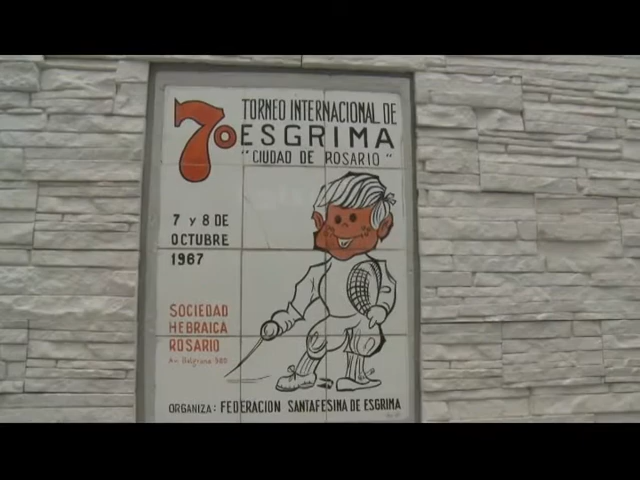 7º TORNEO INTERNACIONAL DE
ESGRIMA
"CIUDAD DE ROSARIO"
7 y 8 DE
OCTUBRE
1967
SOCIEDAD
HEBRAICA
ROSARIO
ORGANIZA: FEDERACION SANTAFESINA DE ESGRIMA